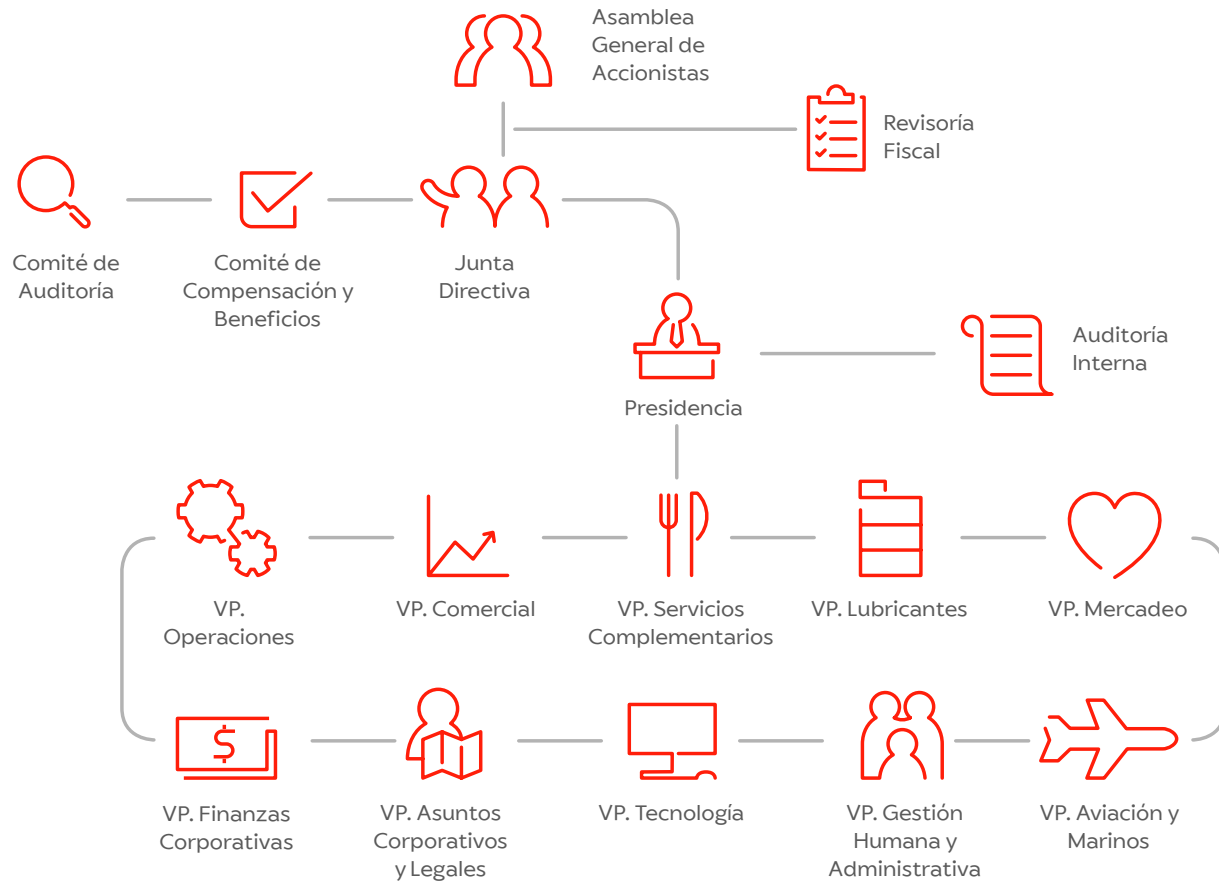 Asamblea
General de
Accionistas
Revisoría
Fiscal
Comité de
Auditoría
Comité de
Compensación y
Beneficios
Junta
Directiva
Auditoría
Interna
Presidencia
VP.
Operaciones
VP. Comercial
VP. Servicios
Complementarios
VP. Lubricantes
VP. Mercadeo
$
VP. Finanzas
Corporativas
VP. Asuntos
Corporativos
y Legales
VP. Tecnología
VP. Gestión
Humana y
Administrativa
VP. Aviación y
Marinos